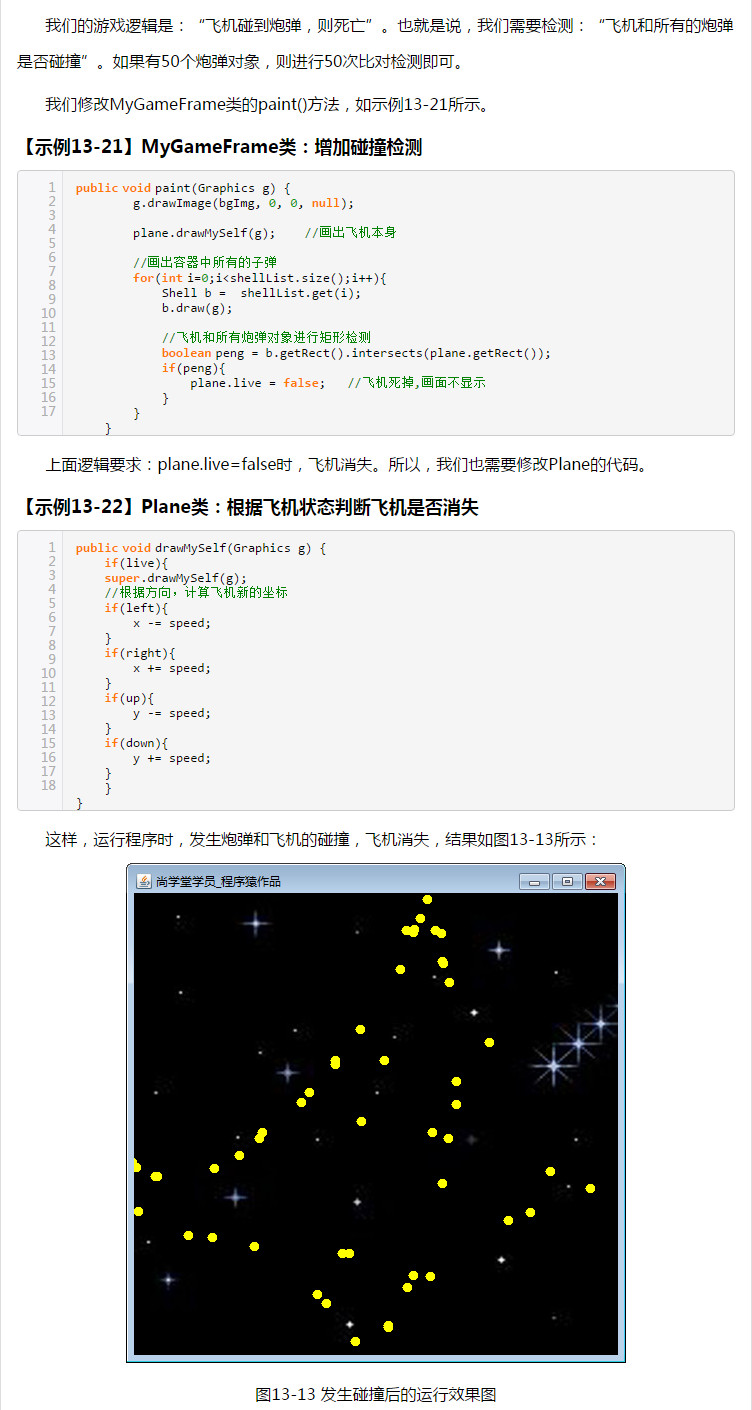 我们的游戏逻辑是：“飞机碰到炮弹，则死亡”。也就是说，我们需要检测：“飞机和所有的炮弹
是否碰撞”。如果有50个炮弹对象，则进行50次比对检测即可。
我们修改MyGameFrame类的paint()方法，如示例13-21所示。
【示例13-21】MyGameFrame类：增加碰撞检测
1 public void paint(Graphics g) {
2 g.drawImage(bgImg, 0, 0, null);
3
4 plane.drawMySelf(g);    //画出飞机本身
5
6 //画出容器中所有的子弹
7 for(int i=0;i<shellList.size();i++){
8 Shell b =  shellList.get(i);
9 b.draw(g);
10
11 //飞机和所有炮弹对象进行矩形检测
12 boolean peng = b.getRect().intersects(plane.getRect());
13 if(peng){
14 plane.live = false;   //飞机死掉,画面不显示
15 }
16 }
17 }
上面逻辑要求：plane.live=false时，飞机消失。所以，我们也需要修改Plane的代码。
【示例13-22】Plane类：根据飞机状态判断飞机是否消失
1 public void drawMySelf(Graphics g) {
2 if(live){
3 super.drawMySelf(g);
4 //根据方向，计算飞机新的坐标
5 if(left){
6 x -= speed;
7 }
8 if(right){
9 x += speed;
10 }
11 if(up){
12 y -= speed;
13 }
14 if(down){
15 y += speed;
16 }
17 }
18 }
这样，运行程序时，发生炮弹和飞机的碰撞，飞机消失，结果如图13-13所示：
尚学堂学员_程序猿作品
图13-13 发生碰撞后的运行效果图